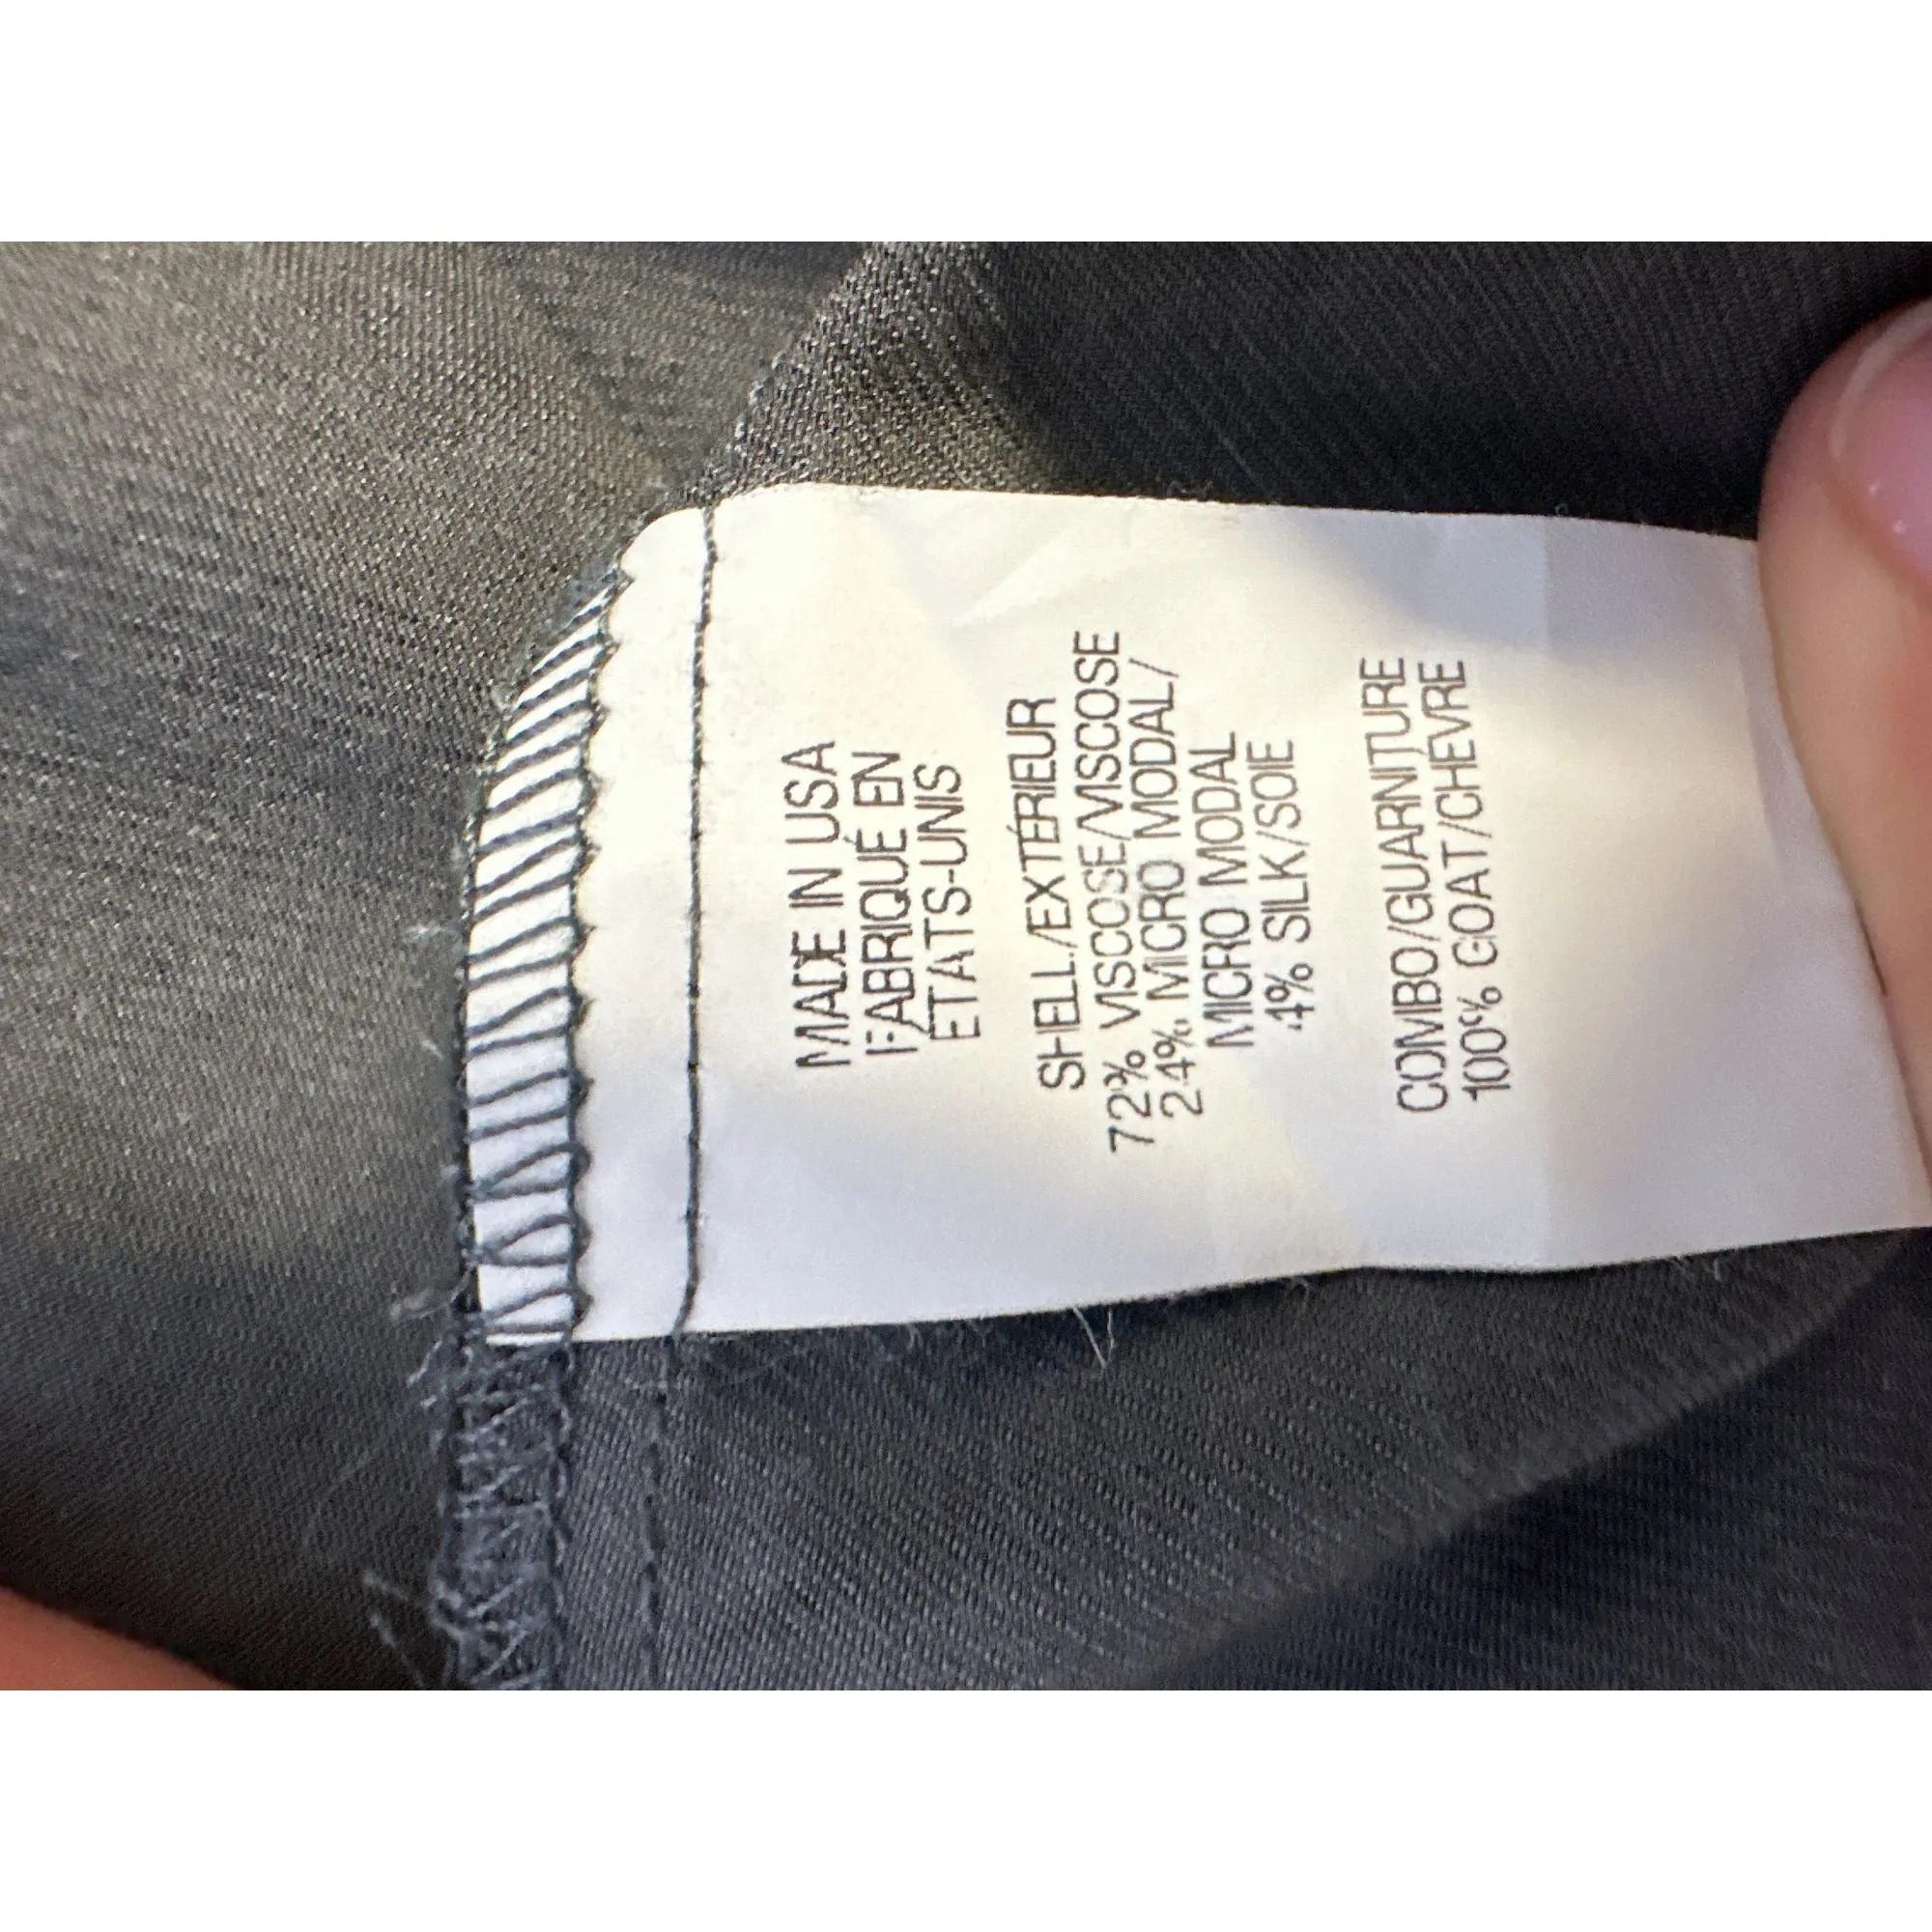 MADE IN USA
FABRIQUÉ EN
ÉTATS-UNIS
SHELL/EXTÉRIEUR
72% VISCOSE/VISCOSE
24% MICRO MODAL/
MICRO MODAL
4% SILK/SOIE
COMBO/GUARNITURE
100% GOAT/CHEVRE